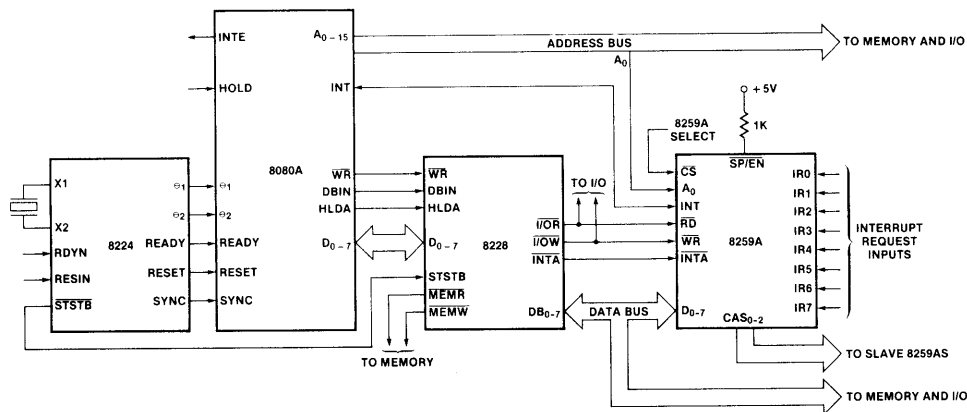 INTE
A0–15
ADDRESS BUS
TO MEMORY AND I/O
A0
HOLD
INT
+ 5V
8259A
SELECT
1K
8080A
SP/EN
X1
WR
WR
CS
IR0
ɵ1
ɵ1
DBIN
DBIN
TO I/O
A0
IR1
HLDA
HLDA
INT
IR2
X2
ɵ2
ɵ2
I/OR
RD
IR3
INTERRUPT
REQUEST
INPUTS
8224
READY
READY
D0–7
D0–7
8228
I/OW
WR
8259A
IR4
RDYN
INTA
INTA
IR5
RESIN
RESET
RESET
STSTB
IR6
STSTB
SYNC
SYNC
MEMR
MEMW
DB0-7
DATA BUS
D0-7
IR7
CAS0–2
TO MEMORY
TO SLAVE 8259AS
TO MEMORY AND I/O